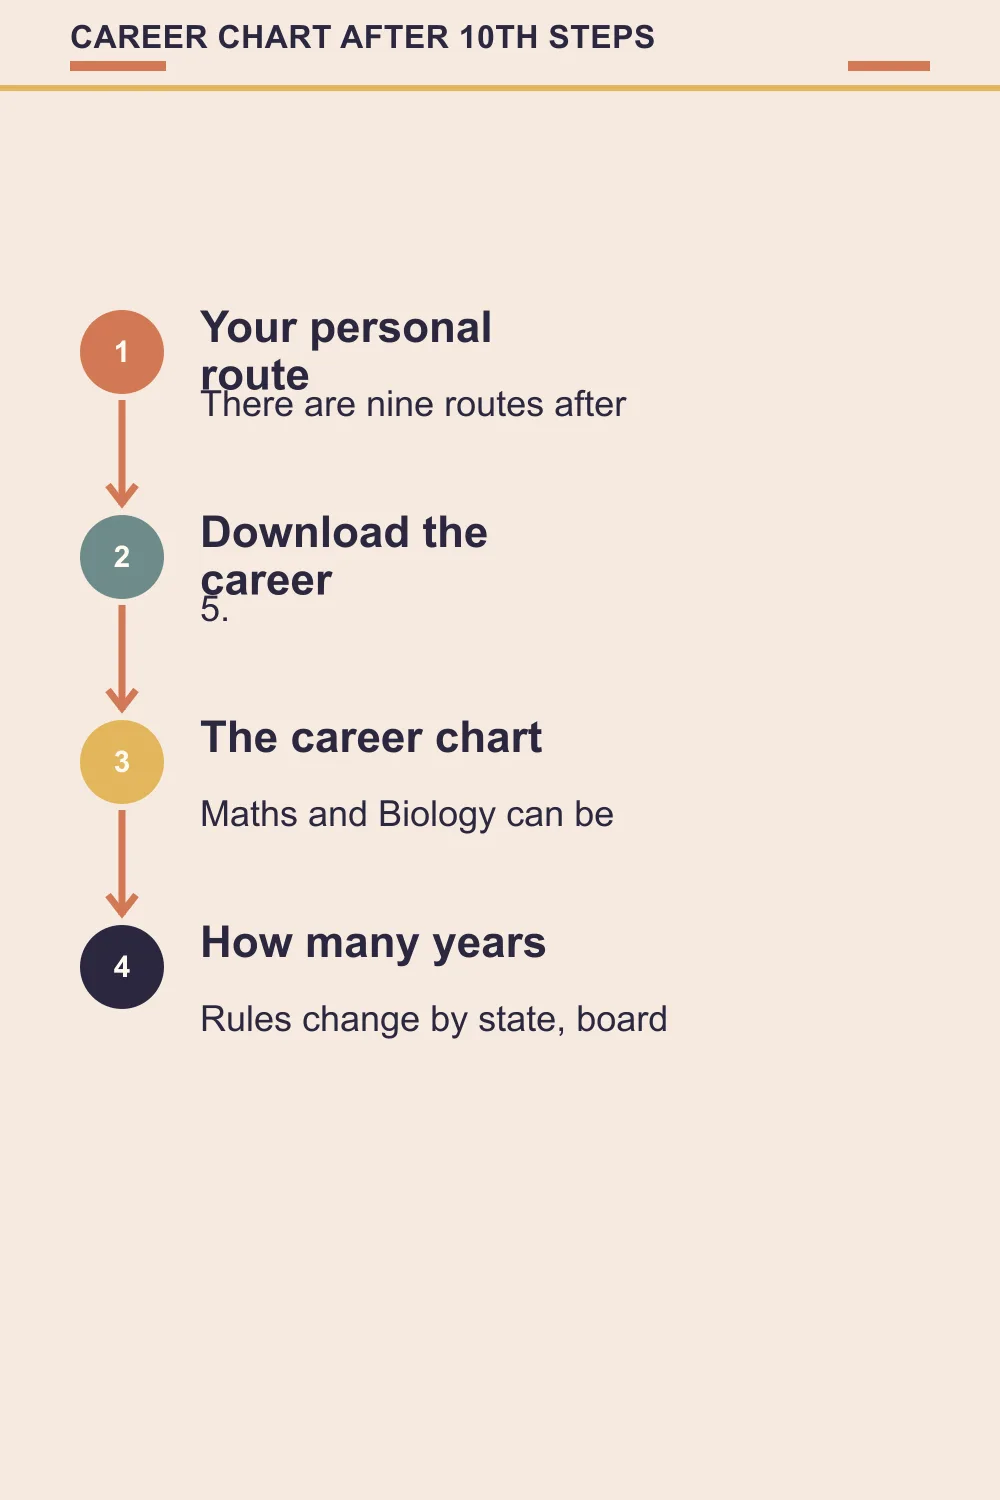 CAREER CHART AFTER 10TH STEPS
1
Your personal
route
There are nine routes after
2
Download the
career
5.
3
The career chart
Maths and Biology can be
4
How many years
Rules change by state, board